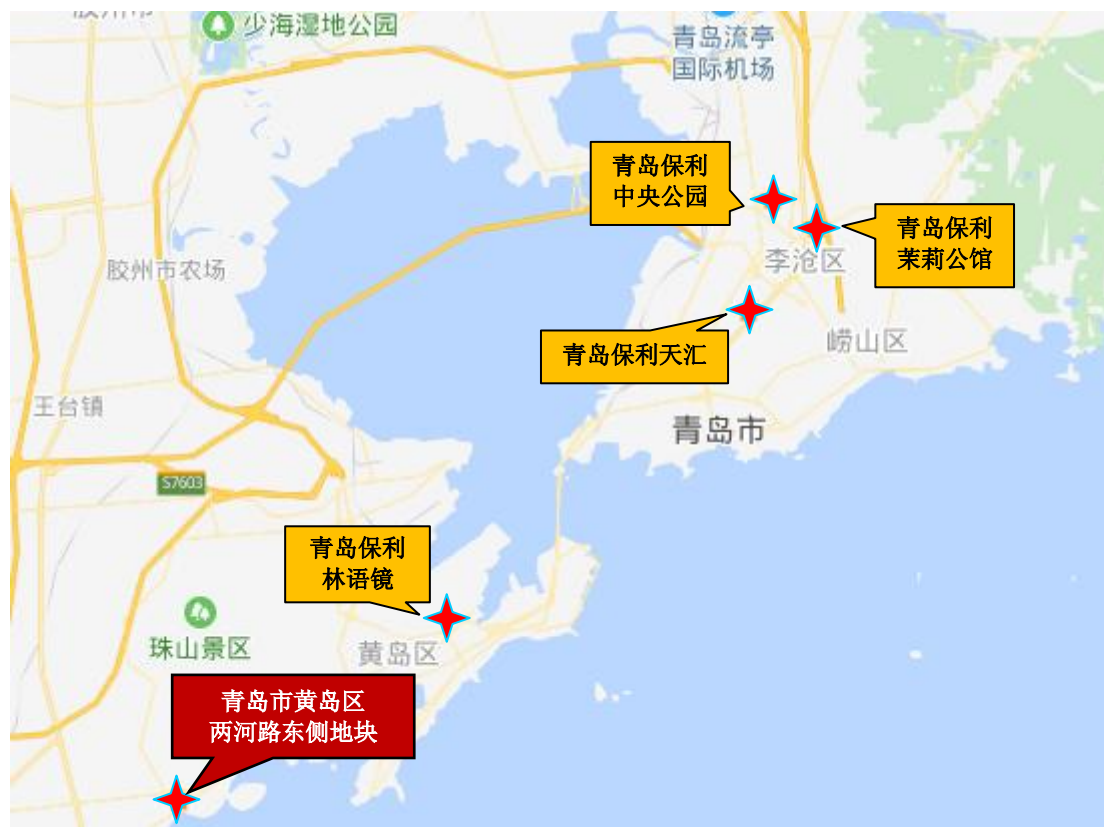 少海湿地公园
青岛流亭
国际机场
青岛保利
中央公园
青岛保利
茉莉公馆
李沧区
胶州市农场
崂山区
青岛保利天汇
王台镇
青岛市
S7603
青岛保利
林语镜
珠山景区
黄岛区
青岛市黄岛区
两河路东侧地块